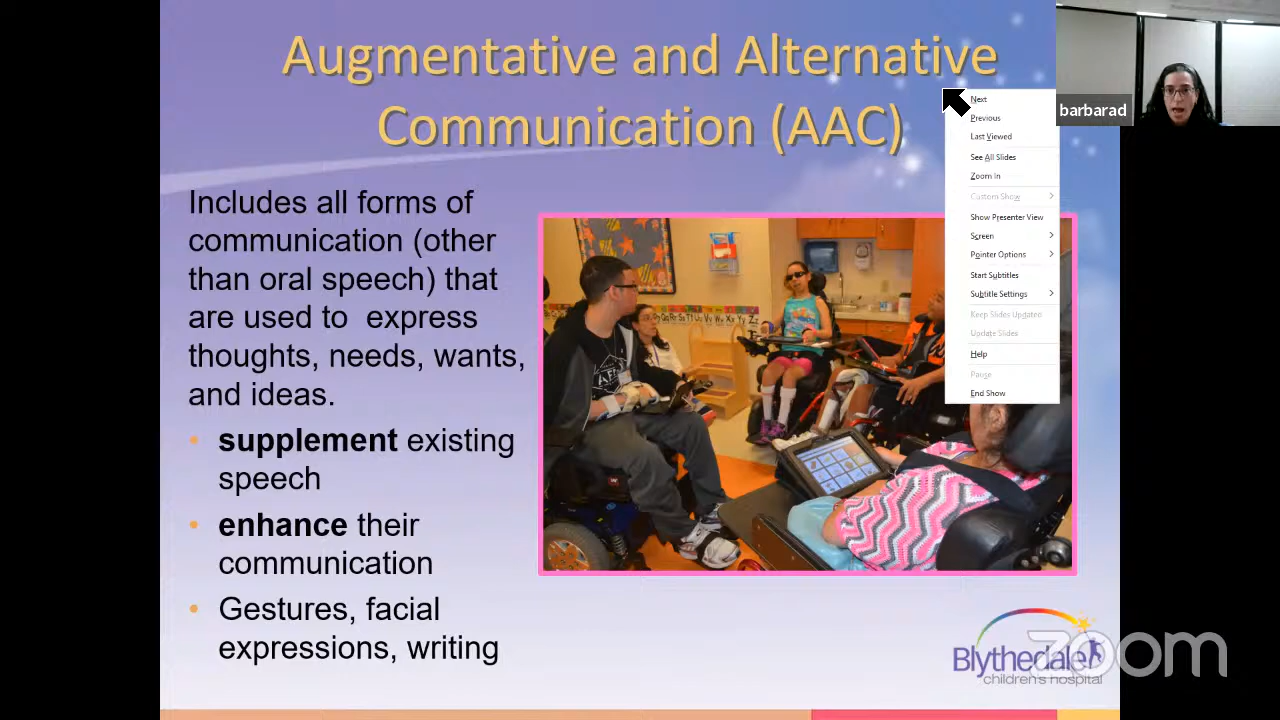 Augmentative and Alternative
Communication (AAC)
Includes all forms of
communication (other
than oral speech) that
are used to express
thoughts, needs, wants,
and ideas.
• supplement existing
speech
• enhance their
communication
• Gestures, facial
expressions, writing
Next
Previous
Last Viewed
See All Slides
Zoom In
Custom Show
Show Presenter View
Screen
Pointer Options
Start Subtitles
Subtitle Settings
Keep Slides Updated
Update Slides
Help
Pause
End Show
barbarad
Blythedale
children's hospital
zoom